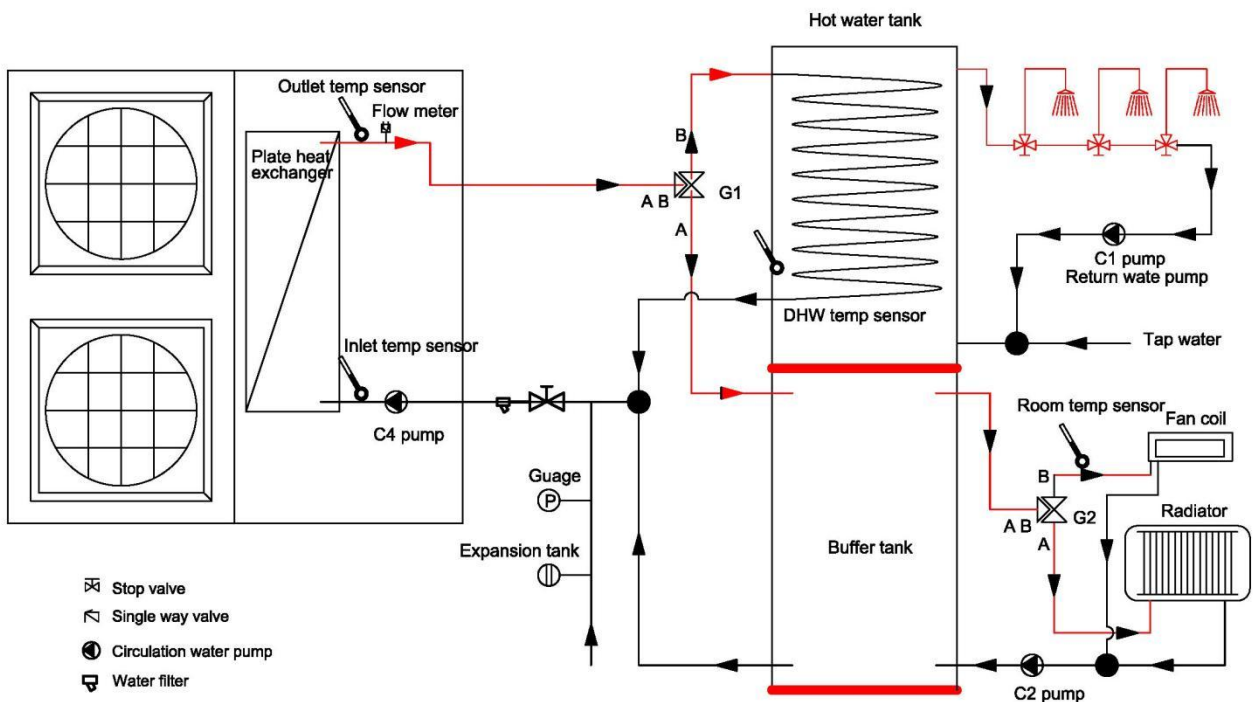 Hot water tank
Outlet temp sensor
Flow meter
Plate heat
exchanger
B
A B
G1
A
C1 pump
Return wate pump
DHW temp sensor
Tap water
Inlet temp sensor
C4 pump
Room temp sensor
Fan coil
Guage
P
B
A B
G2
A
Radiator
Expansion tank
Buffer tank
Stop valve
Single way valve
Circulation water pump
Water filter
C2 pump